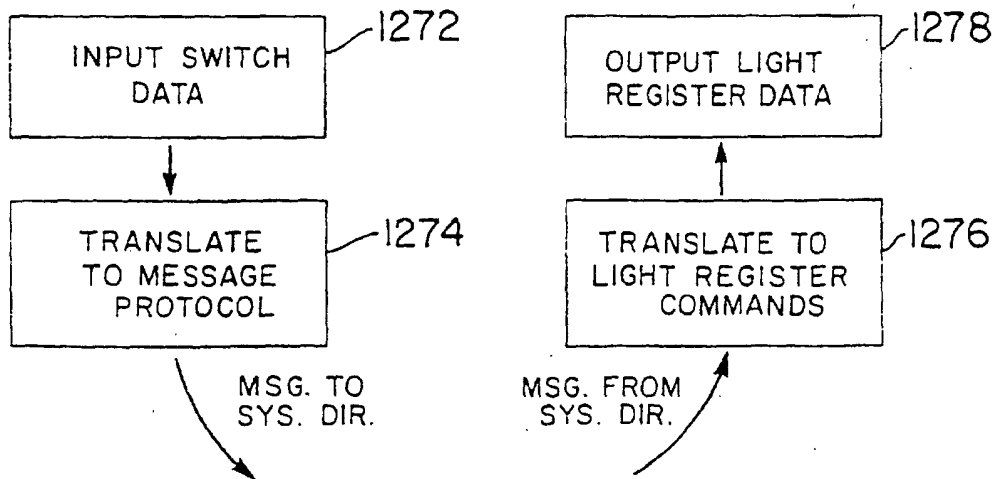 INPUT SWITCH
DATA
1272
TRANSLATE
TO MESSAGE
PROTOCOL
1274
MSG. TO
SYS. DIR.
OUTPUT LIGHT
REGISTER DATA
1278
TRANSLATE TO
LIGHT REGISTER
COMMANDS
1276
MSG. FROM
SYS. DIR.